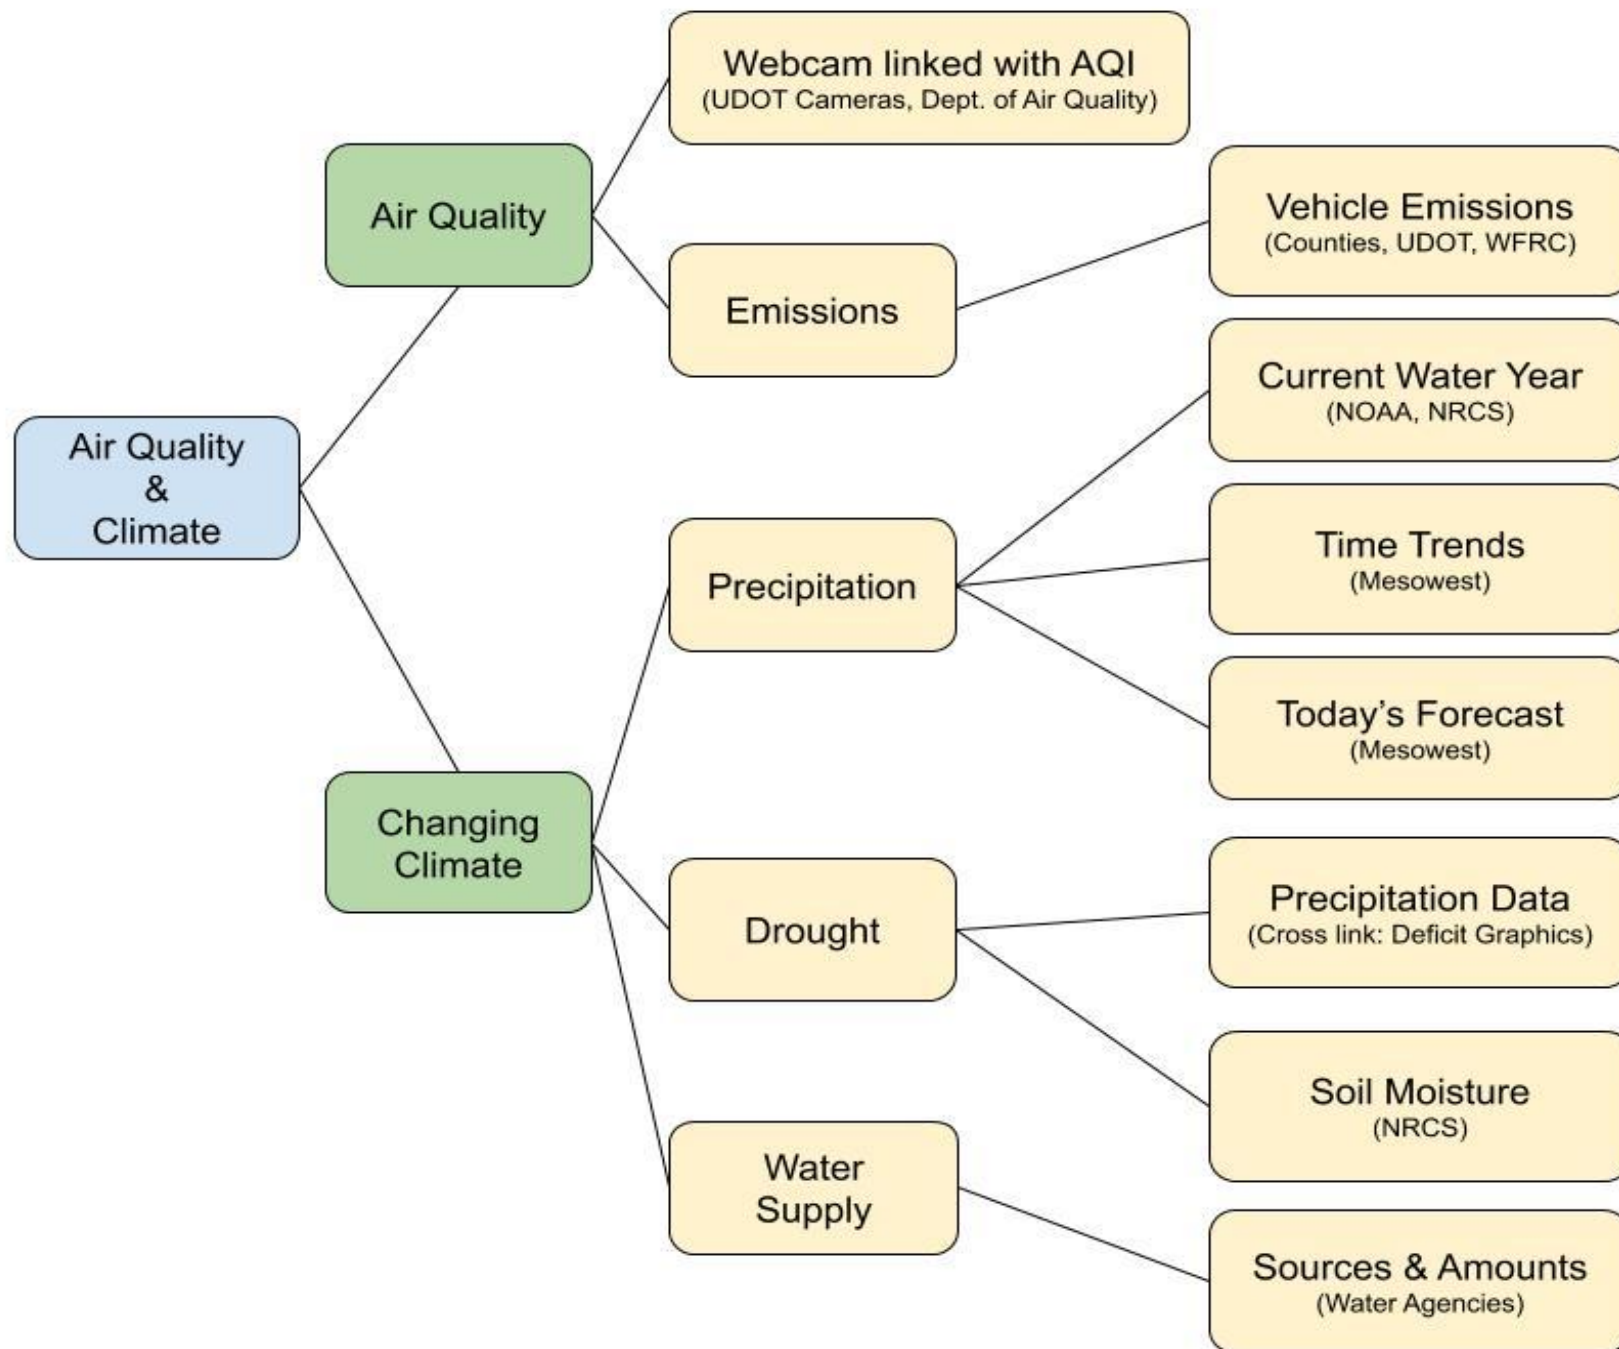 Webcam linked with AQI
(UDOT Cameras, Dept. of Air Quality)
Air Quality
Vehicle Emissions
(Counties, UDOT, WFRC)
Emissions
Current Water Year
(NOAA, NRCS)
Air Quality
&
Climate
Time Trends
(Mesowest)
Precipitation
Today’s Forecast
(Mesowest)
Changing
Climate
Precipitation Data
(Cross link: Deficit Graphics)
Drought
Soil Moisture
(NRCS)
Water
Supply
Sources & Amounts
(Water Agencies)